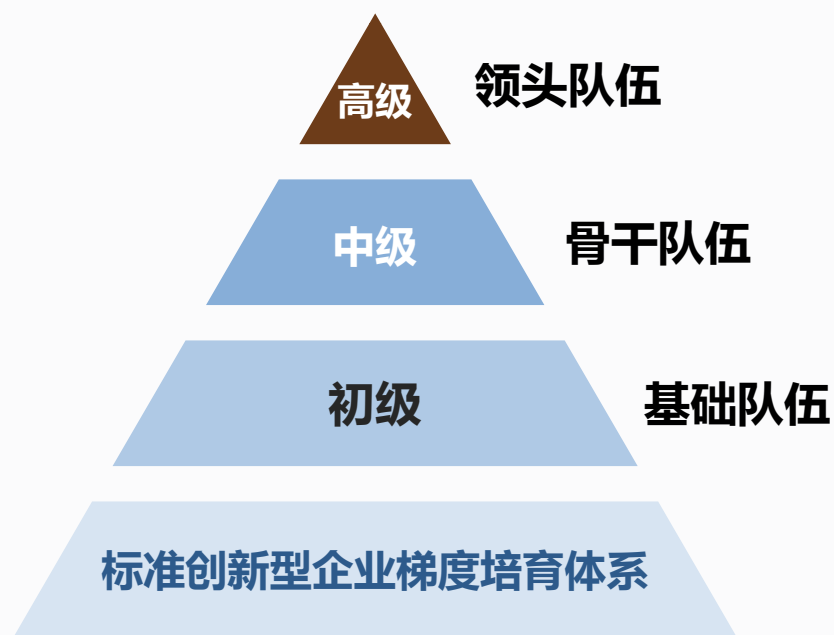 高级
领头队伍
中级
骨干队伍
初级
基础队伍
标准创新型企业梯度培育体系